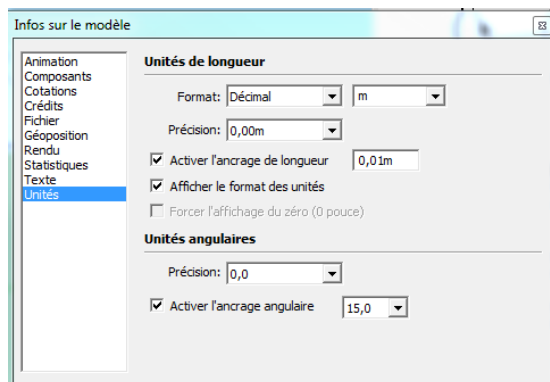 Infos sur le modèle
Animation
Composants
Cotations
Crédits
Fichier
Géoposition
Rendu
Statistiques
Texte
Unités
Unités de longueur
Format: Décimal m
Précision: 0,00m
Activer l'ancrage de longueur 0,01m
Afficher le format des unités
Forcer l'affichage du zéro (0 pouce)
Unités angulaires
Précision: 0,0
Activer l'ancrage angulaire 15,0